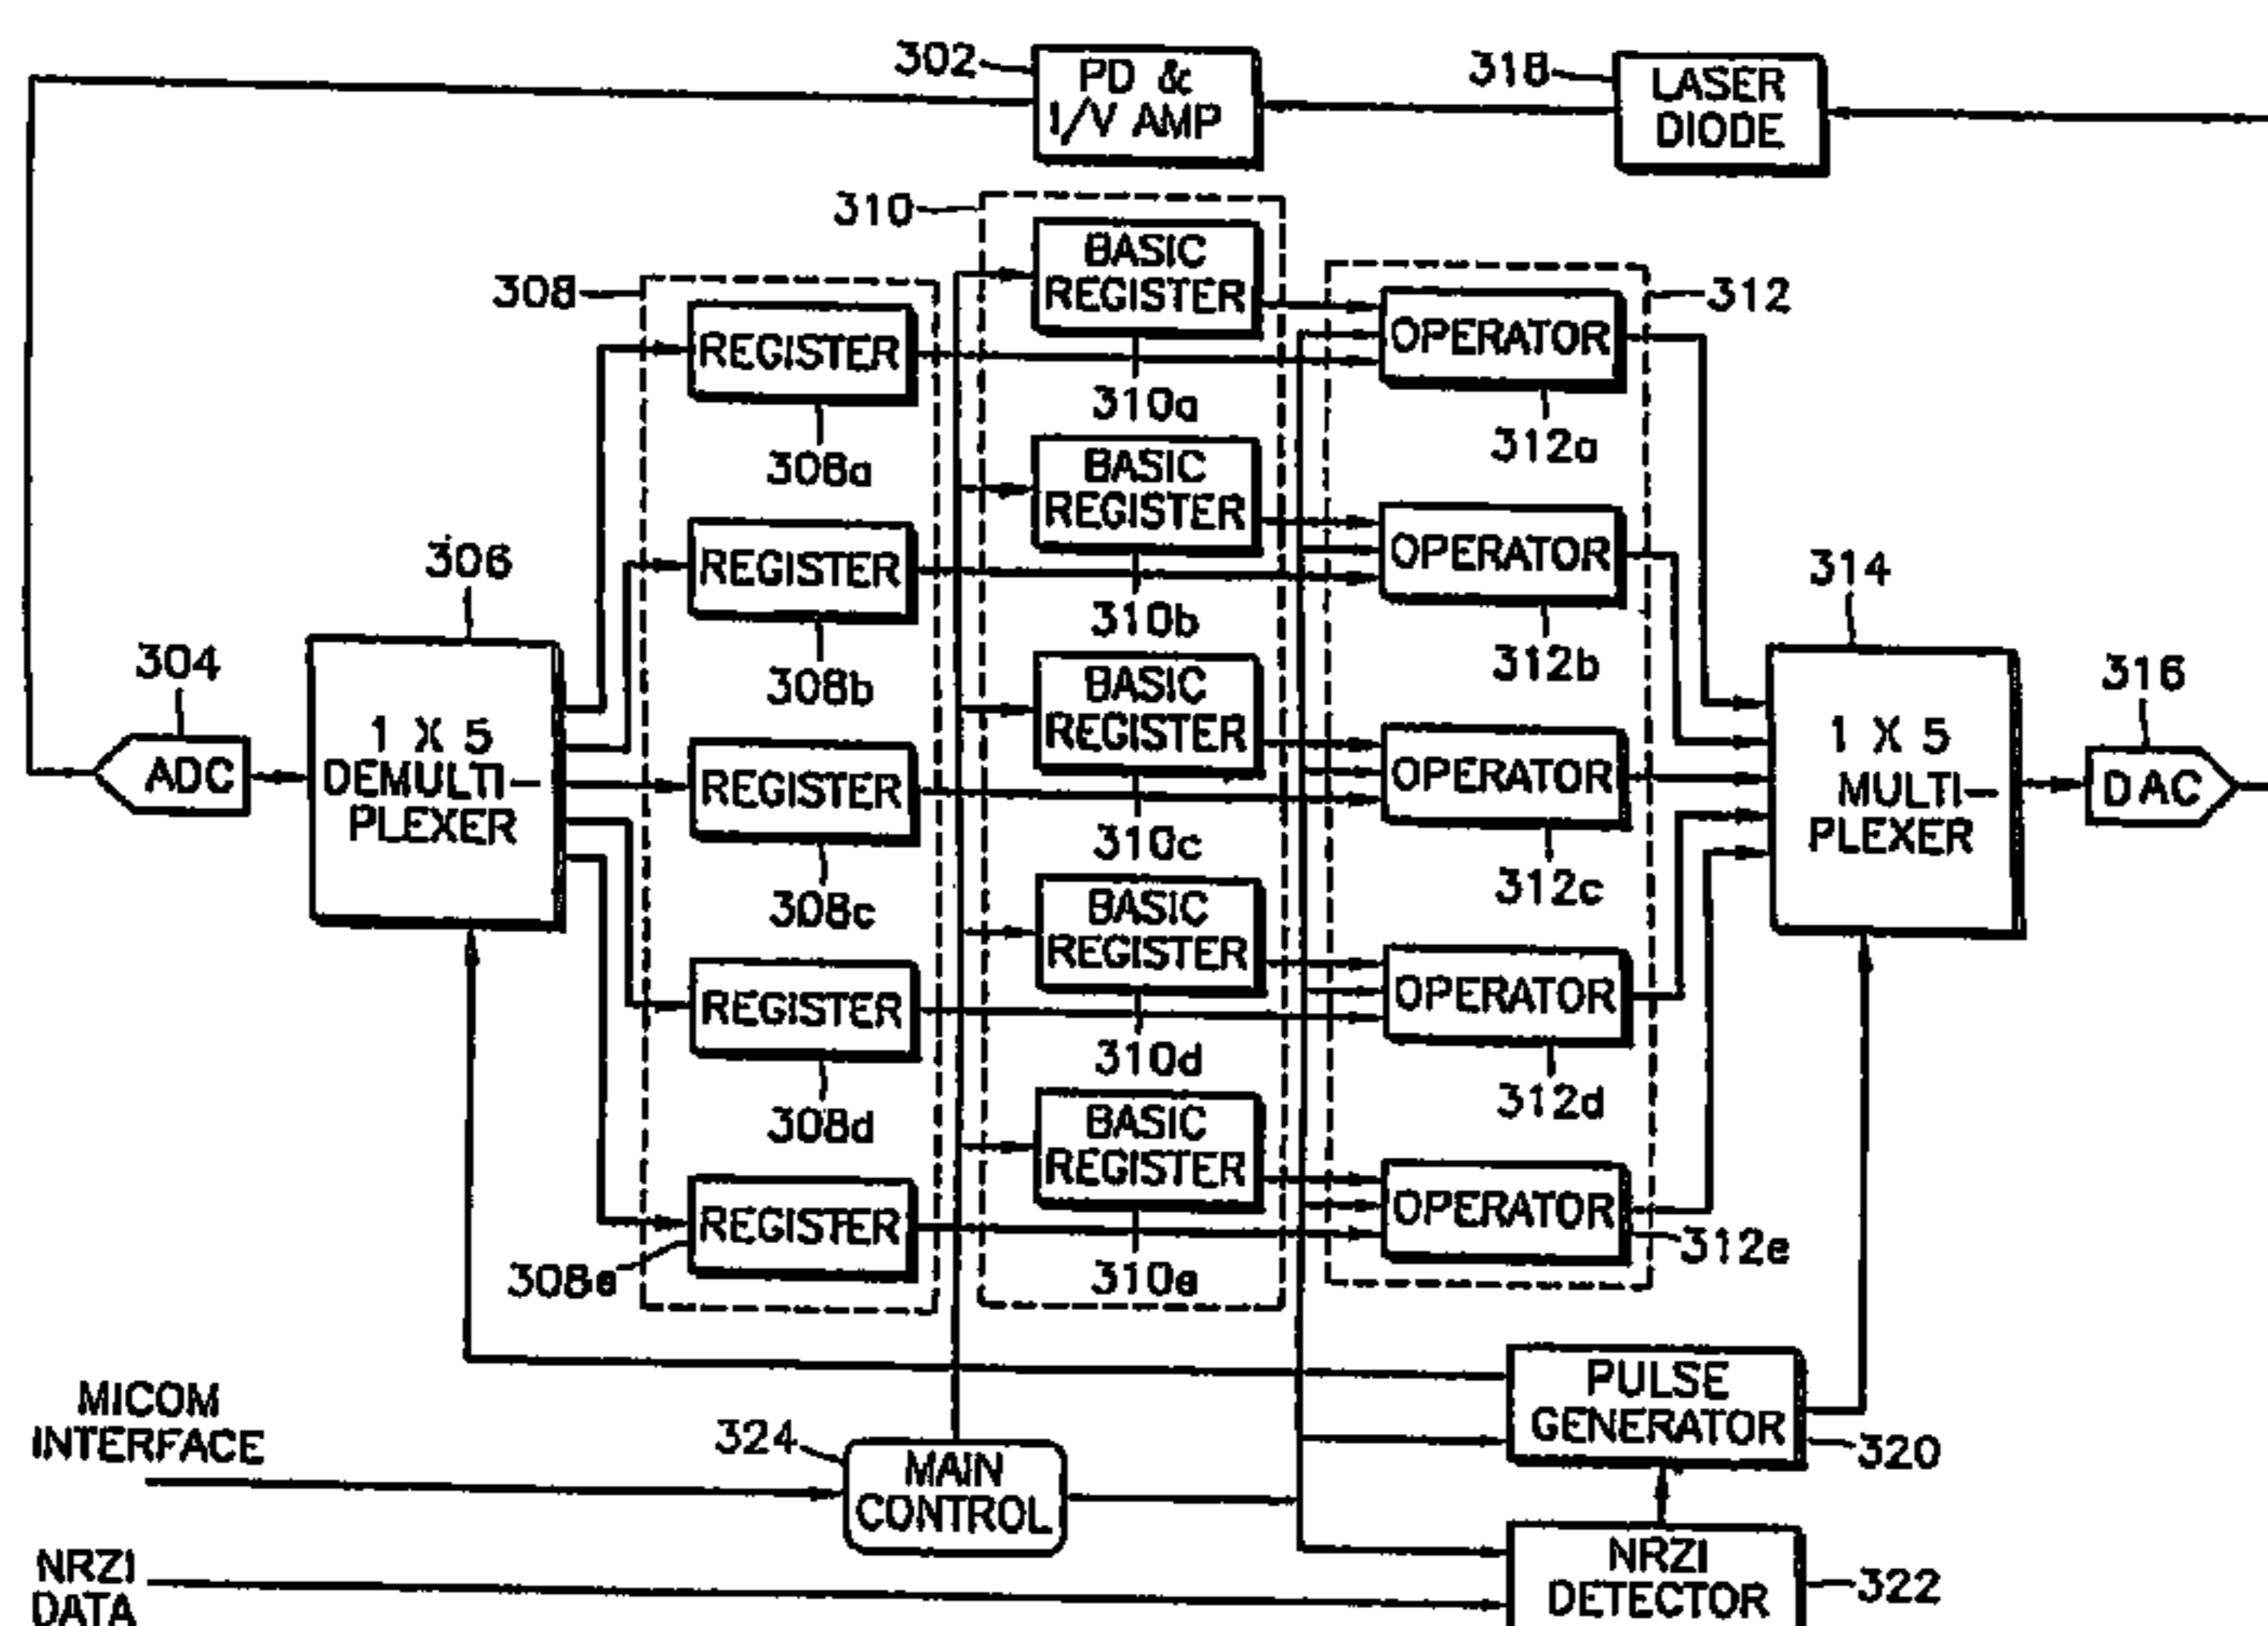 302
PD &
I/V AMP
318
LASER
DIODE
310
BASIC
REGISTER
310a
308
REGISTER
308a
312
OPERATOR
312a
BASIC
REGISTER
310b
REGISTER
308b
OPERATOR
312b
306
1 X 5
DEMULTI-
PLEXER
304
ADC
BASIC
REGISTER
310c
REGISTER
308c
OPERATOR
312c
314
1 X 5
MULTI-
PLEXER
316
DAC
BASIC
REGISTER
310d
REGISTER
308d
OPERATOR
312d
BASIC
REGISTER
310e
REGISTER
308e
OPERATOR
312e
PULSE
GENERATOR
320
MICOM
INTERFACE
324
MAIN
CONTROL
NRZI
DATA
NRZI
DETECTOR
322